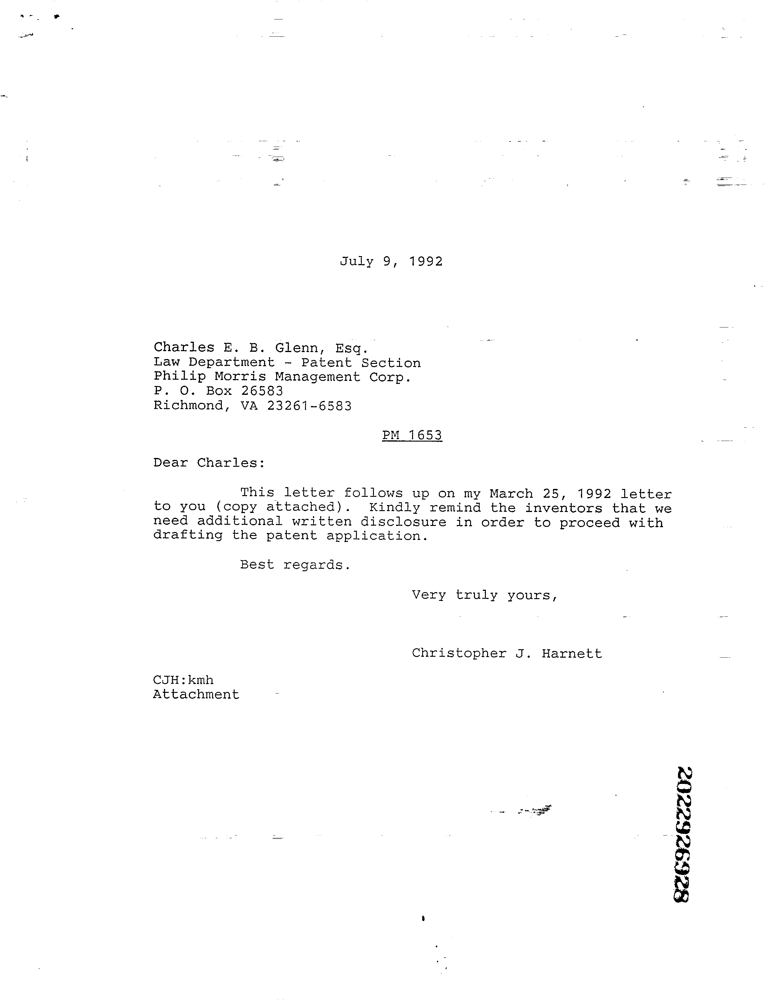 July 9, 1992
Charles E. B. Glenn, Esq.
Law Department - Patent Section
Philip Morris Management Corp.
P. O. Box 26583
Richmond, VA 23261-6583
PM 1653
Dear Charles:
This letter follows up on my March 25, 1992 letter
to you (copy attached). Kindly remind the inventors that we
need additional written disclosure in order to proceed with
drafting the patent application.
Best regards.
Very truly yours,
Christopher J. Harnett
CJH:kmh
Attachment
2022926928